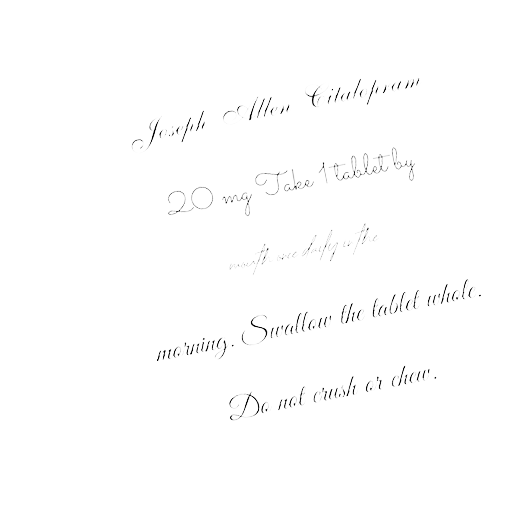 Joseph Allen Citalopram
20 mg Take 1 tablet by
mouth once daily in the
morning. Swallow the tablet whole.
Do not crush or chew.